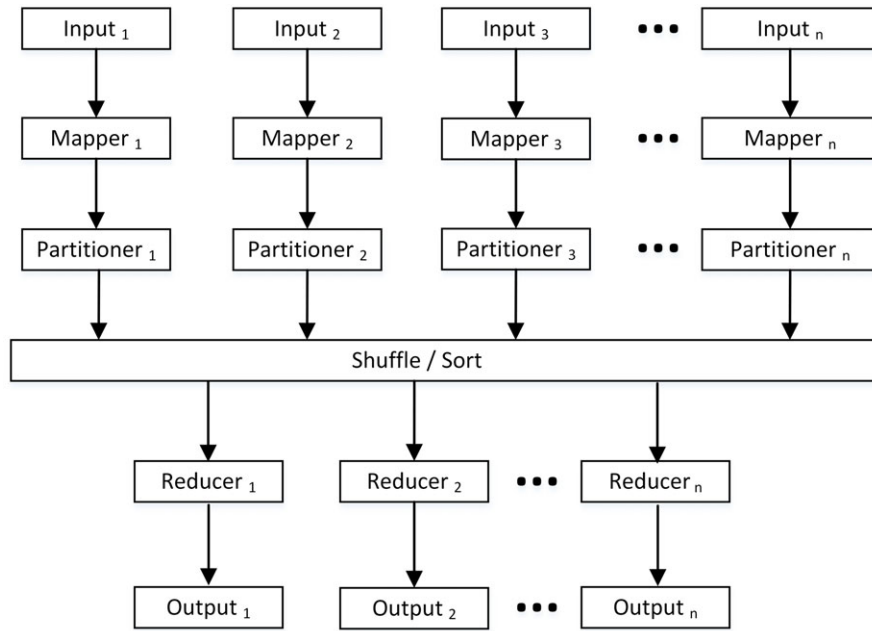 Input 1 Input 2 Input 3 Input n
Mapper 1 Mapper 2 Mapper 3 Mapper n
Partitioner 1 Partitioner 2 Partitioner 3 Partitioner n
Shuffle / Sort
Reducer 1 Reducer 2 Reducer n
Output 1 Output 2 Output n